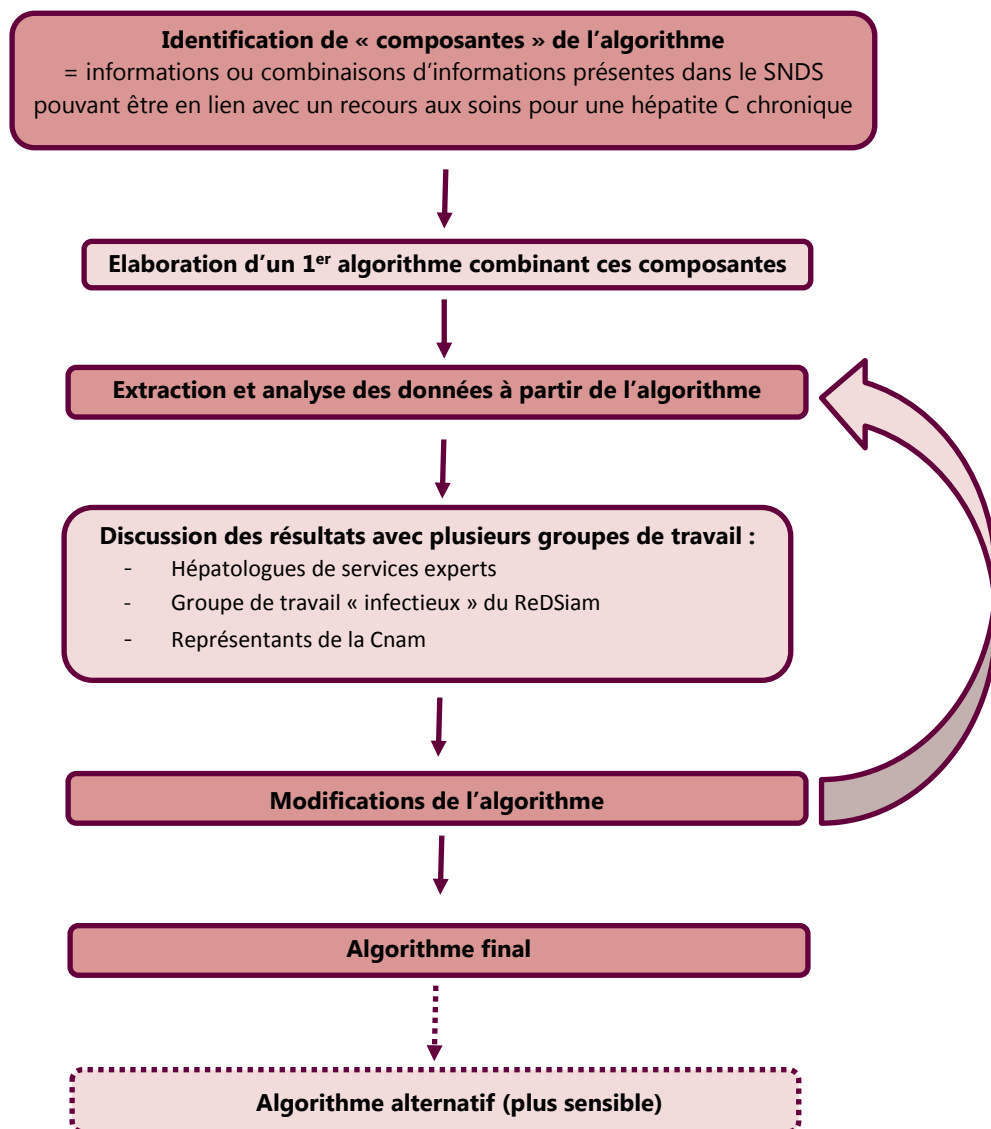 Identification de « composantes » de l’algorithme
= informations ou combinaisons d’informations présentes dans le SNDS
pouvant être en lien avec un recours aux soins pour une hépatite C chronique
Elaboration d’un 1er algorithme combinant ces composantes
Extraction et analyse des données à partir de l’algorithme
Discussion des résultats avec plusieurs groupes de travail :
- Hépatologues de services experts
- Groupe de travail « infectieux » du ReDSiam
- Représentants de la Cnam
Modifications de l’algorithme
Algorithme final
Algorithme alternatif (plus sensible)